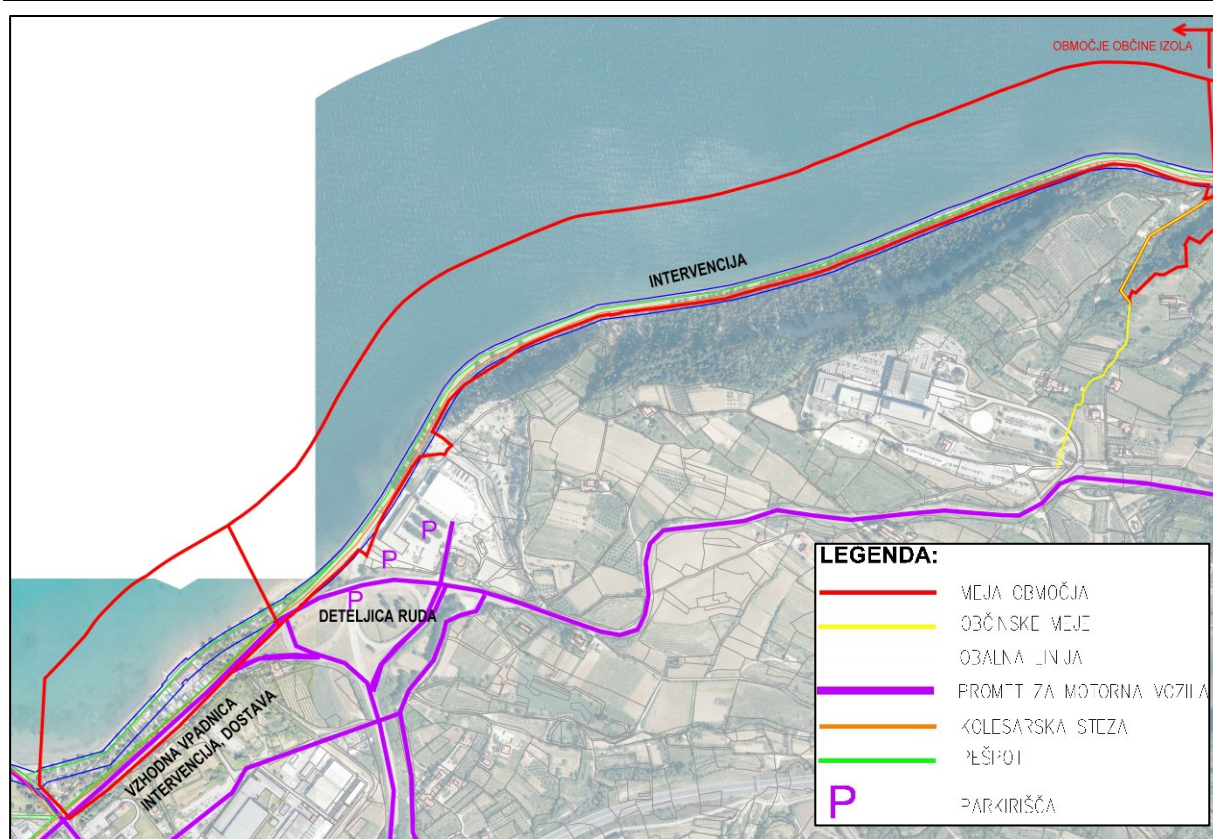 OBMOČJE OBČINE IZOLA
INTERVENCIJA
P
P
P
DETELJICA RUDA
VZHODNA VPADNICA
INTERVENCIJA, DOSTAVA
LEGENDA:
MEJA OBMOČJA
OBČINSKE MEJE
OBALNA LINIJA
PROMET ZA MOTORNA VOZILA
KOLESARSKA STEZA
PEŠPOT
P PARKIRIŠČA